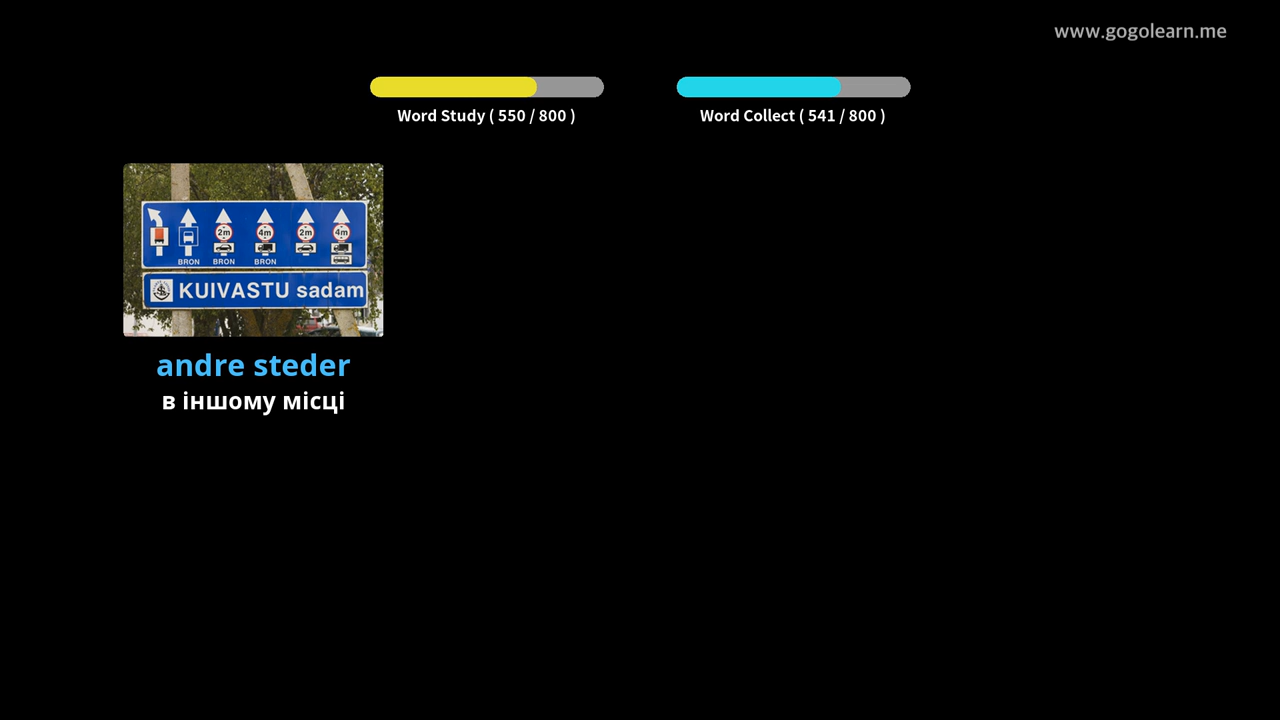 www.gogolearn.me
Word Study ( 550 / 800 )
Word Collect ( 541 / 800 )
2m 4m 2m 4m
BRON BRON BRON
KUIVASTU sadam
andre steder
в іншому місці